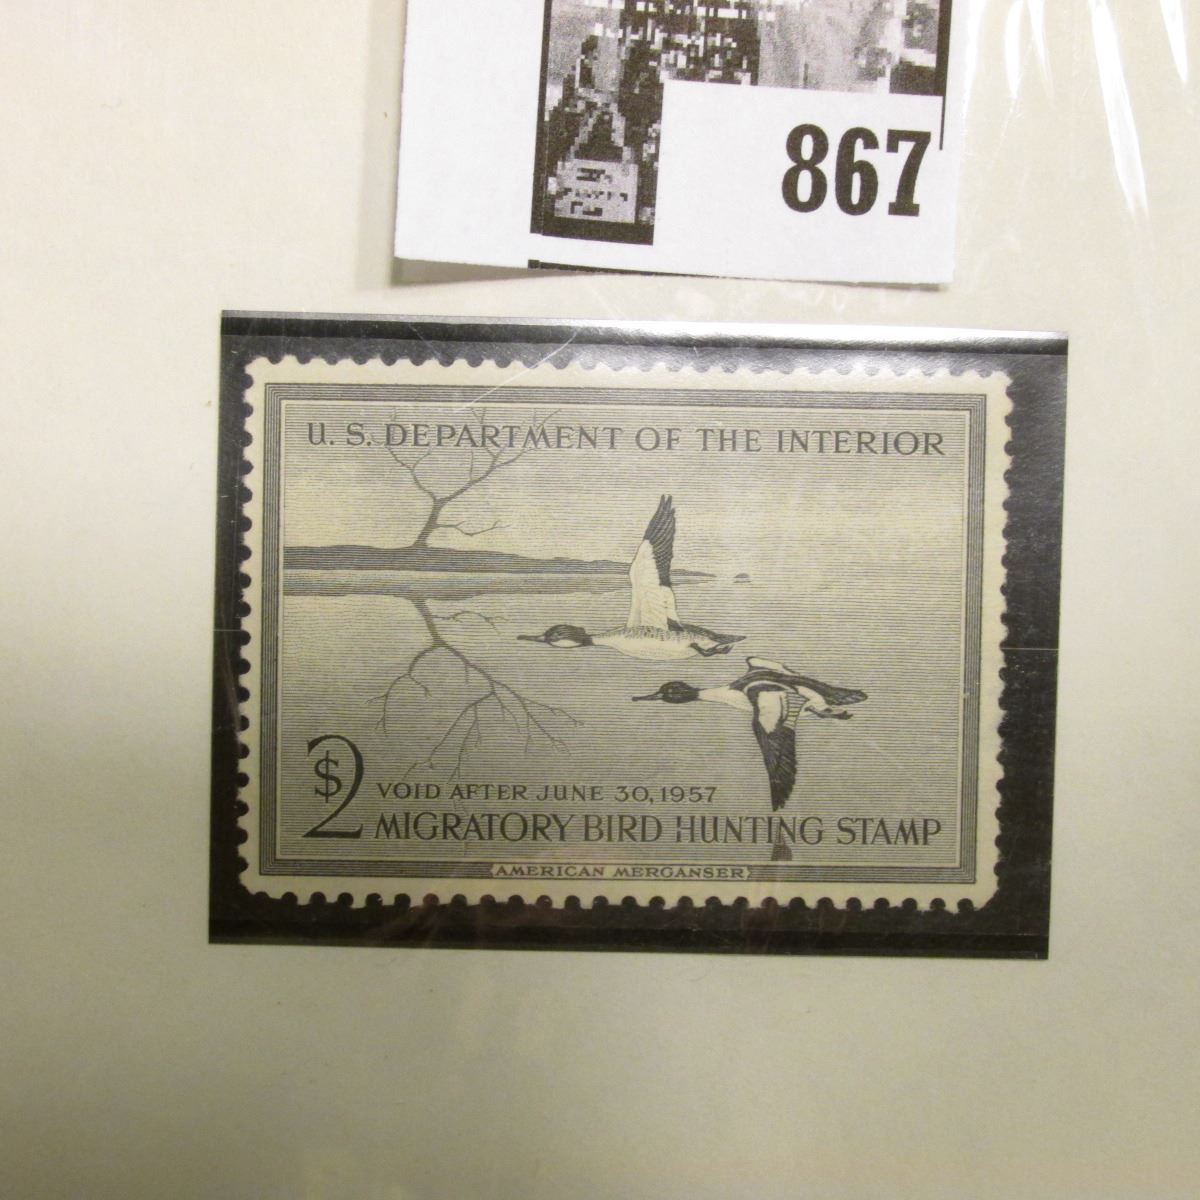 867
U. S. DEPARTMENT OF THE INTERIOR
$2
VOID AFTER JUNE 30, 1957
MIGRATORY BIRD HUNTING STAMP
AMERICAN MERGANSER